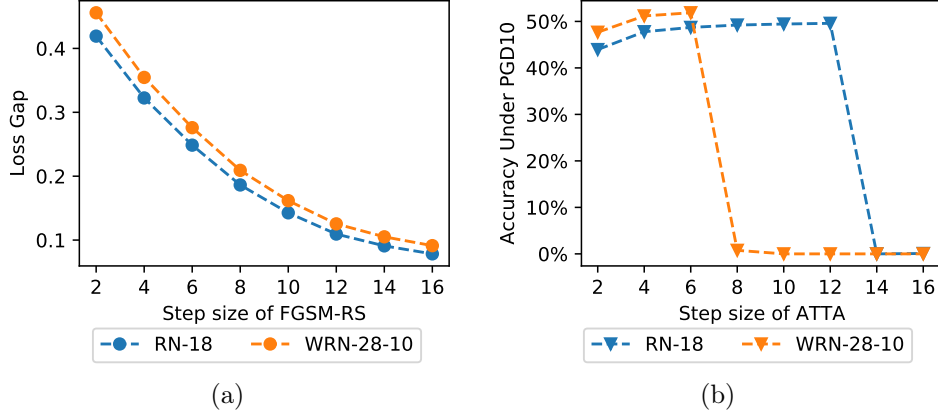 0.4
0.3
0.2
0.1
Loss Gap
2 4 6 8 10 12 14 16
Step size of FGSM-RS
RN-18 WRN-28-10
(a)
50%
40%
30%
20%
10%
0%
Accuracy Under PGD10
2 4 6 8 10 12 14 16
Step size of ATTA
RN-18 WRN-28-10
(b)